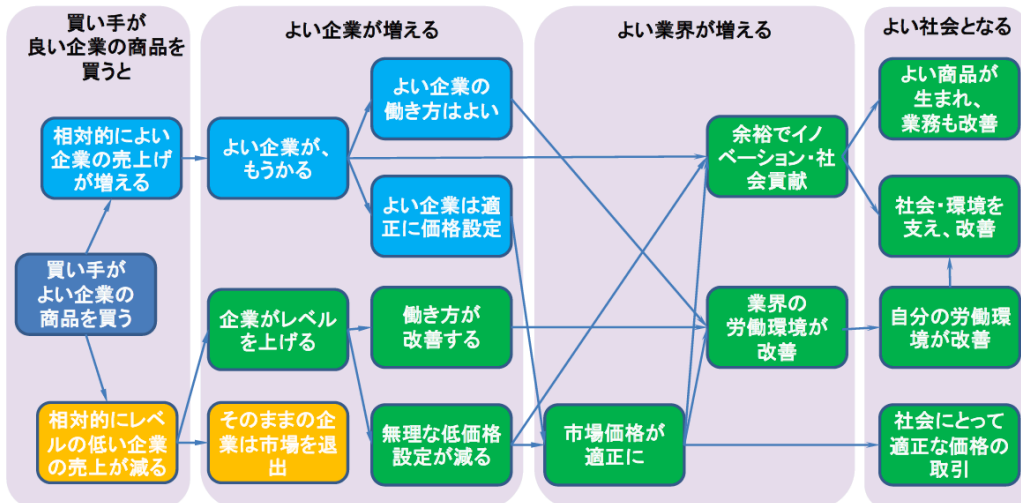 買い手が
良い企業の商品を
買うと
よい企業が増える
よい業界が増える
よい社会となる
相対的によい
企業の売上げ
が増える
買い手が
よい企業の
商品を買う
相対的にレベ
ルの低い企業
の売上が減る
よい企業が、
もうかる
よい企業の
働き方はよい
よい企業は適
正に価格設定
企業がレベル
を上げる
働き方が
改善する
そのままの企
業は市場を退
出
無理な低価格
設定が減る
余裕でイノ
ベーション・社
会貢献
業界の
労働環境が
改善
市場価格が
適正に
よい商品が
生まれ、
業務も改善
社会・環境を
支え、改善
自分の労働環
境が改善
社会にとって
適正な価格の
取引